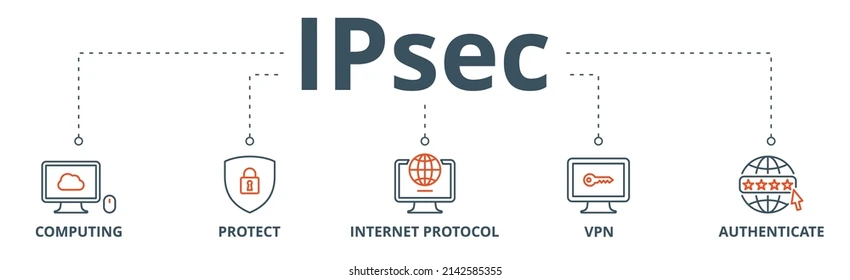 IPsec
COMPUTING
PROTECT
INTERNET PROTOCOL
VPN
AUTHENTICATE
shutterstock.com · 2142585355